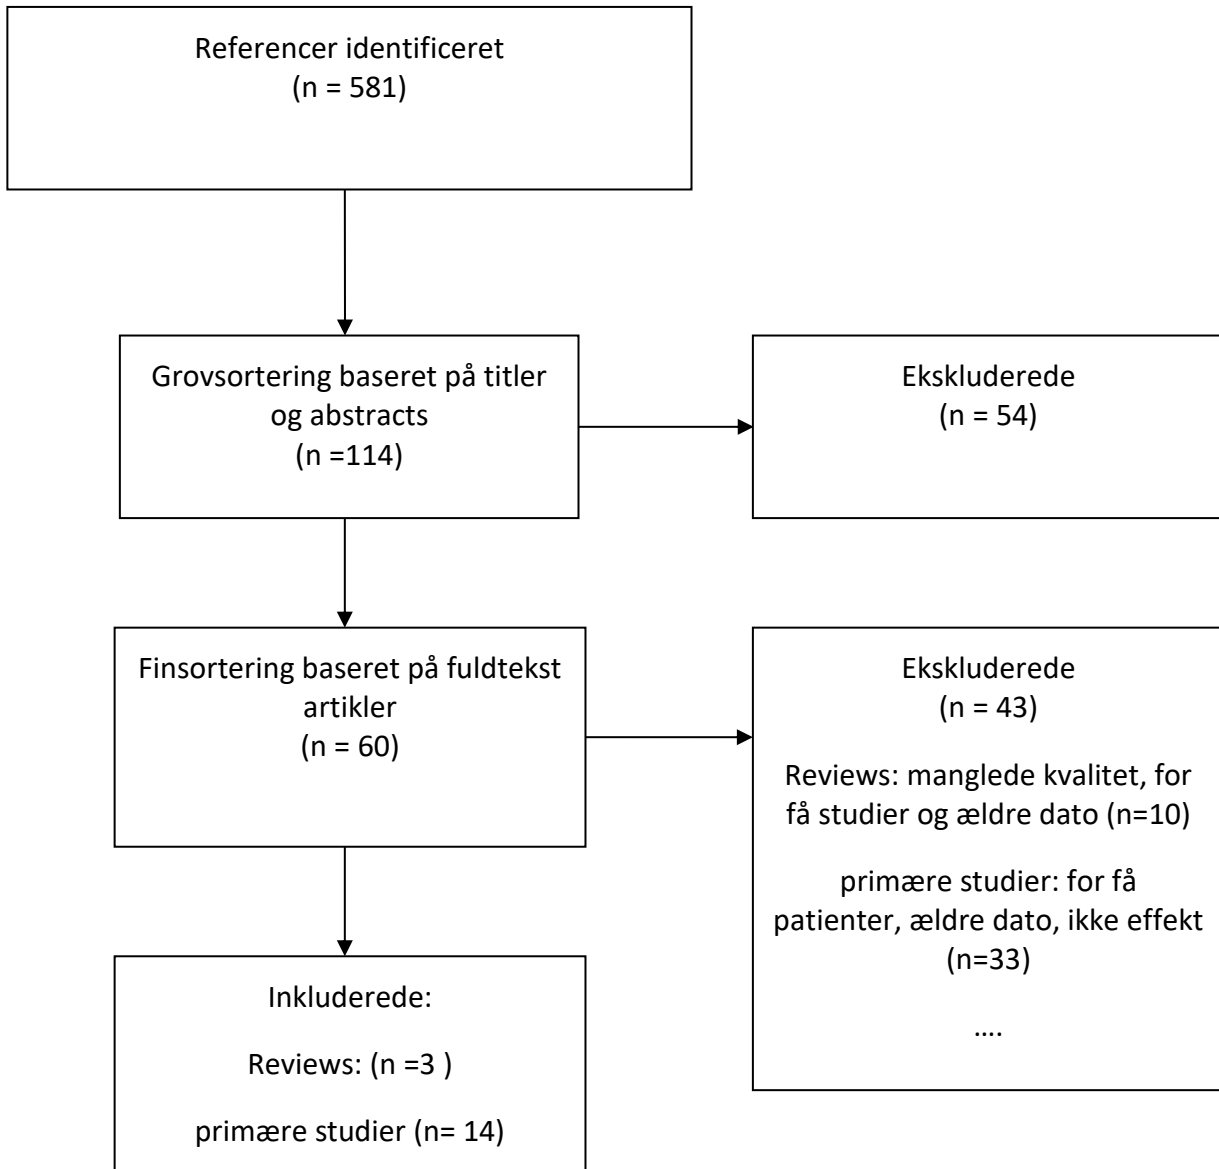 Referencer identificeret
(n = 581)
Grovsortering baseret på titler
og abstracts
(n =114)
Ekskluderede
(n = 54)
Finsortering baseret på fuldtekst
artikler
(n = 60)
Ekskluderede
(n = 43)
Reviews: manglede kvalitet, for
få studier og ældre dato (n=10)
primære studier: for få
patienter, ældre dato, ikke effekt
(n=33)
....
Inkluderede:
Reviews: (n =3 )
primære studier (n= 14)